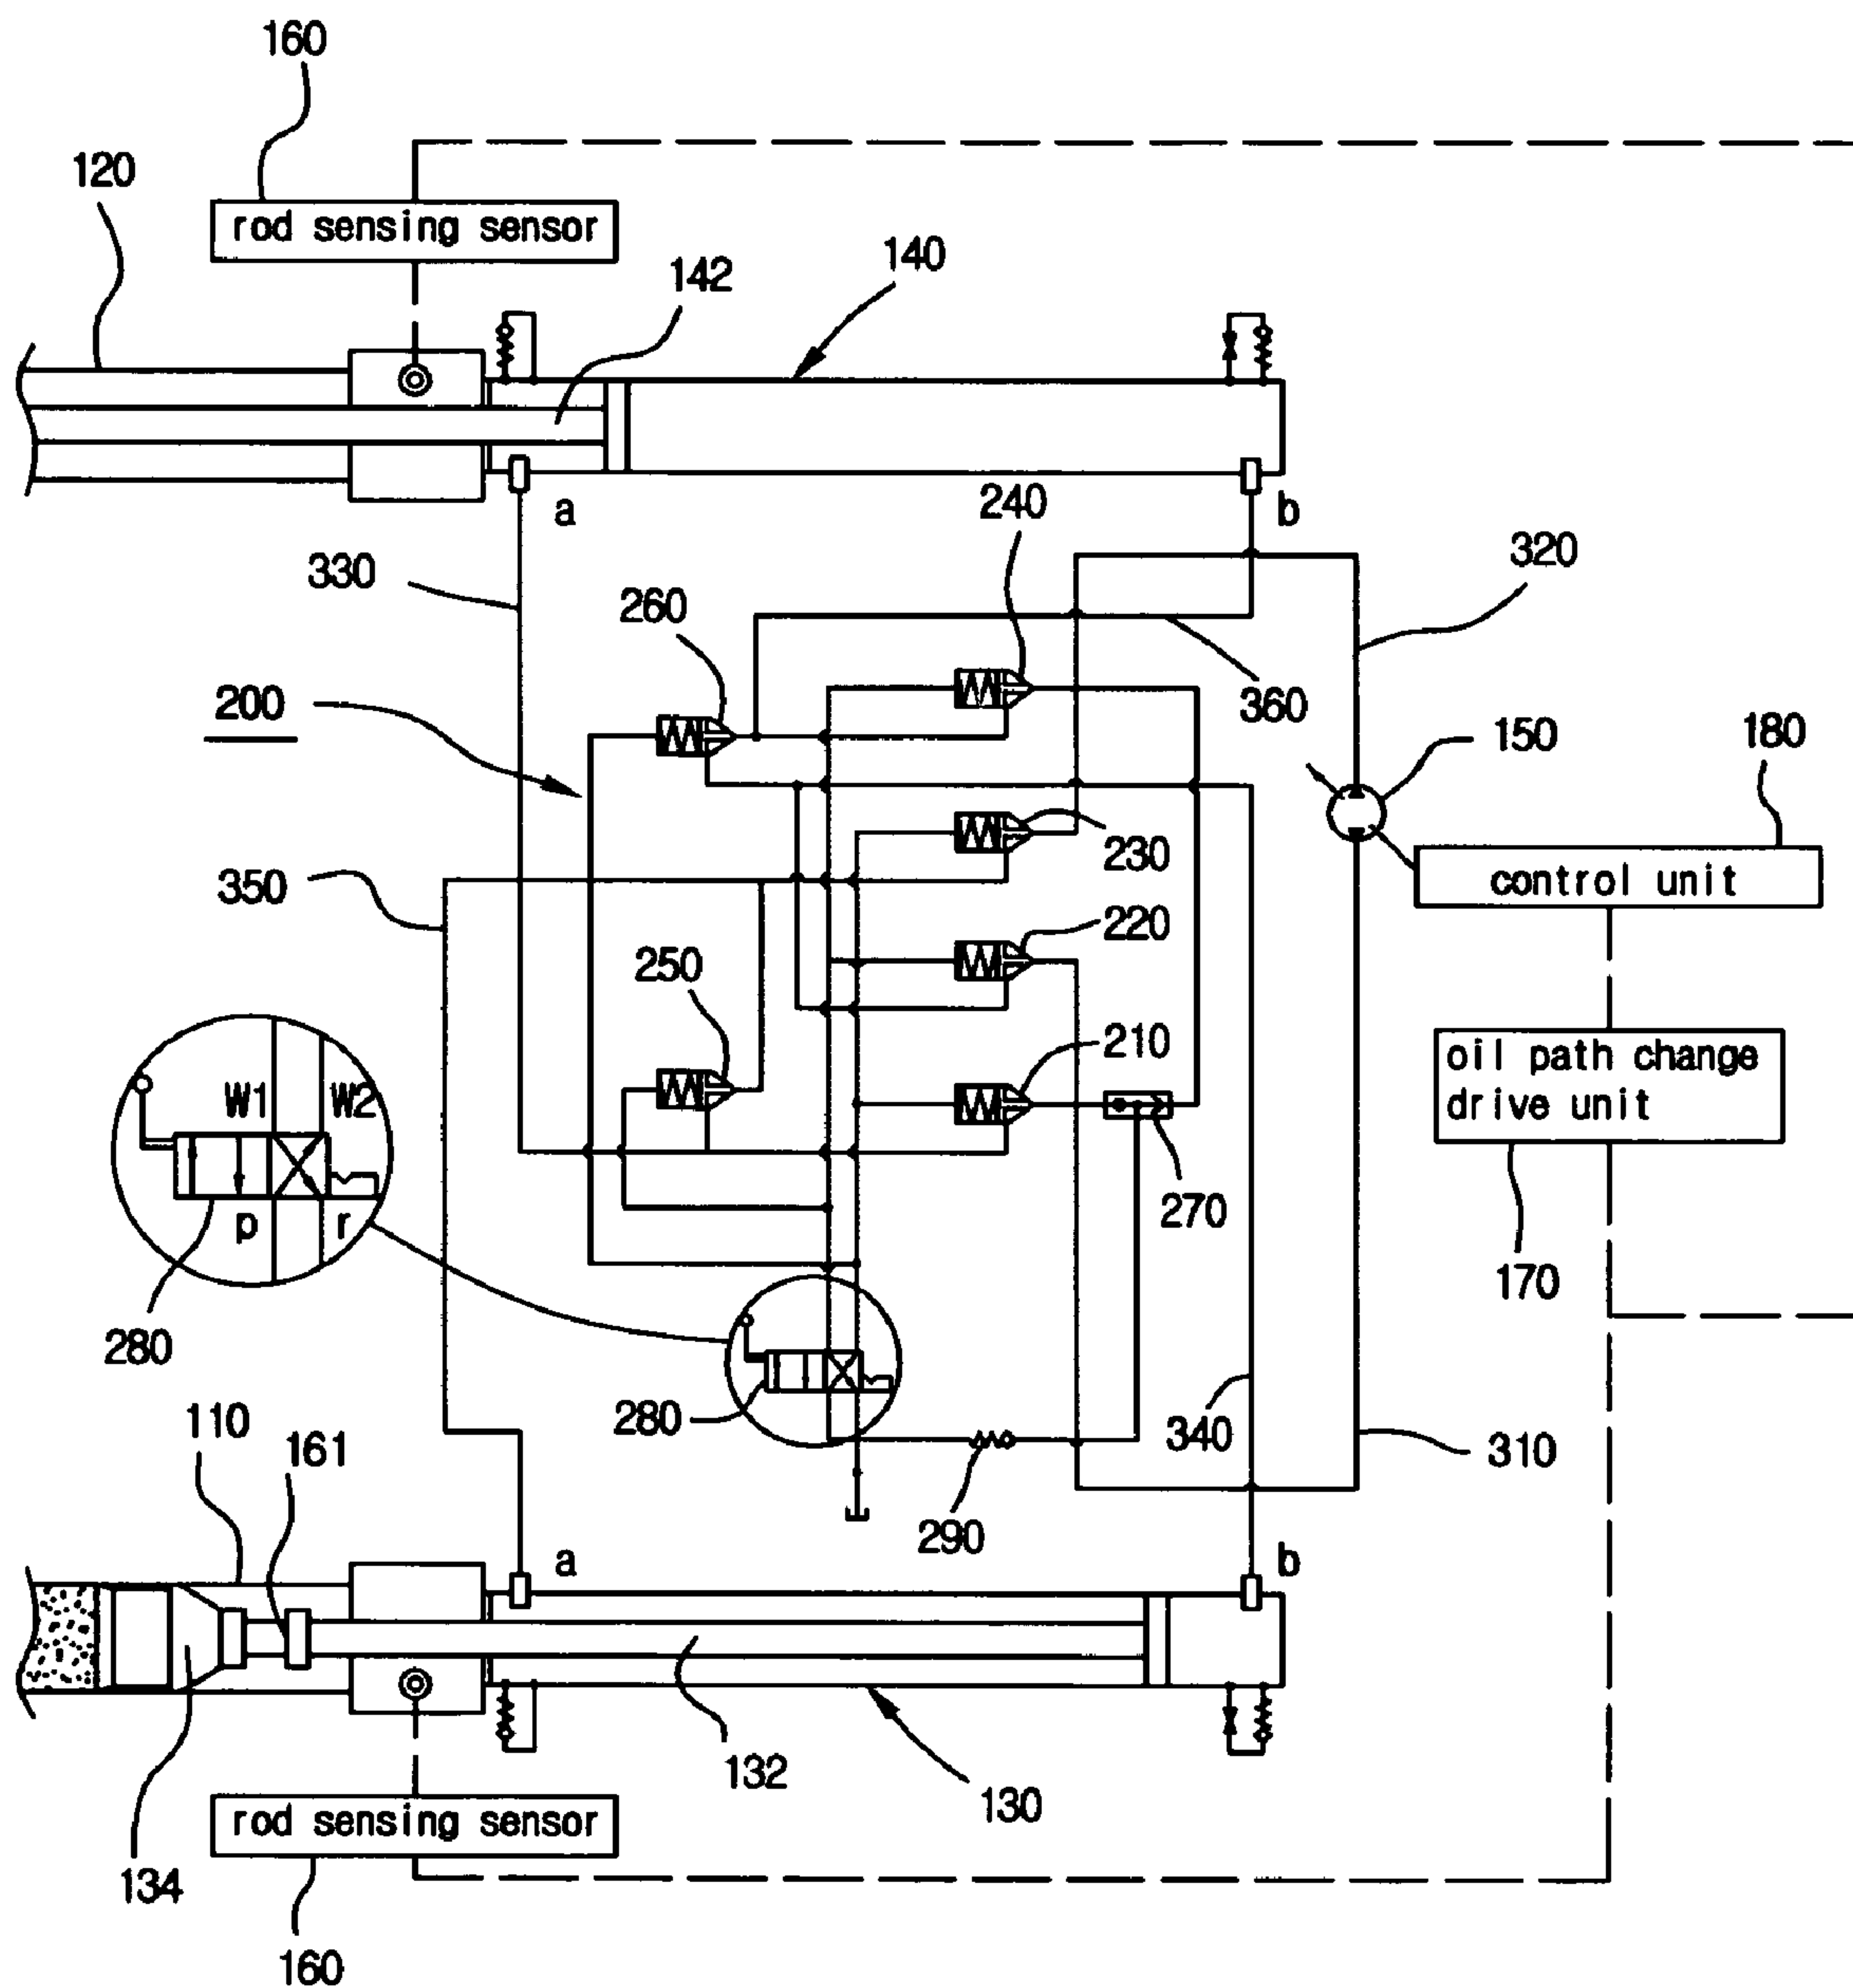 160
120
rod sensing sensor
140
142
a
240
b
320
330
260
200
360
150
180
230
control unit
350
220
250
210
oil path change
drive unit
W1 W2
p r
270
170
280
280
340
310
110
161
290
a
b
132
130
rod sensing sensor
134
160